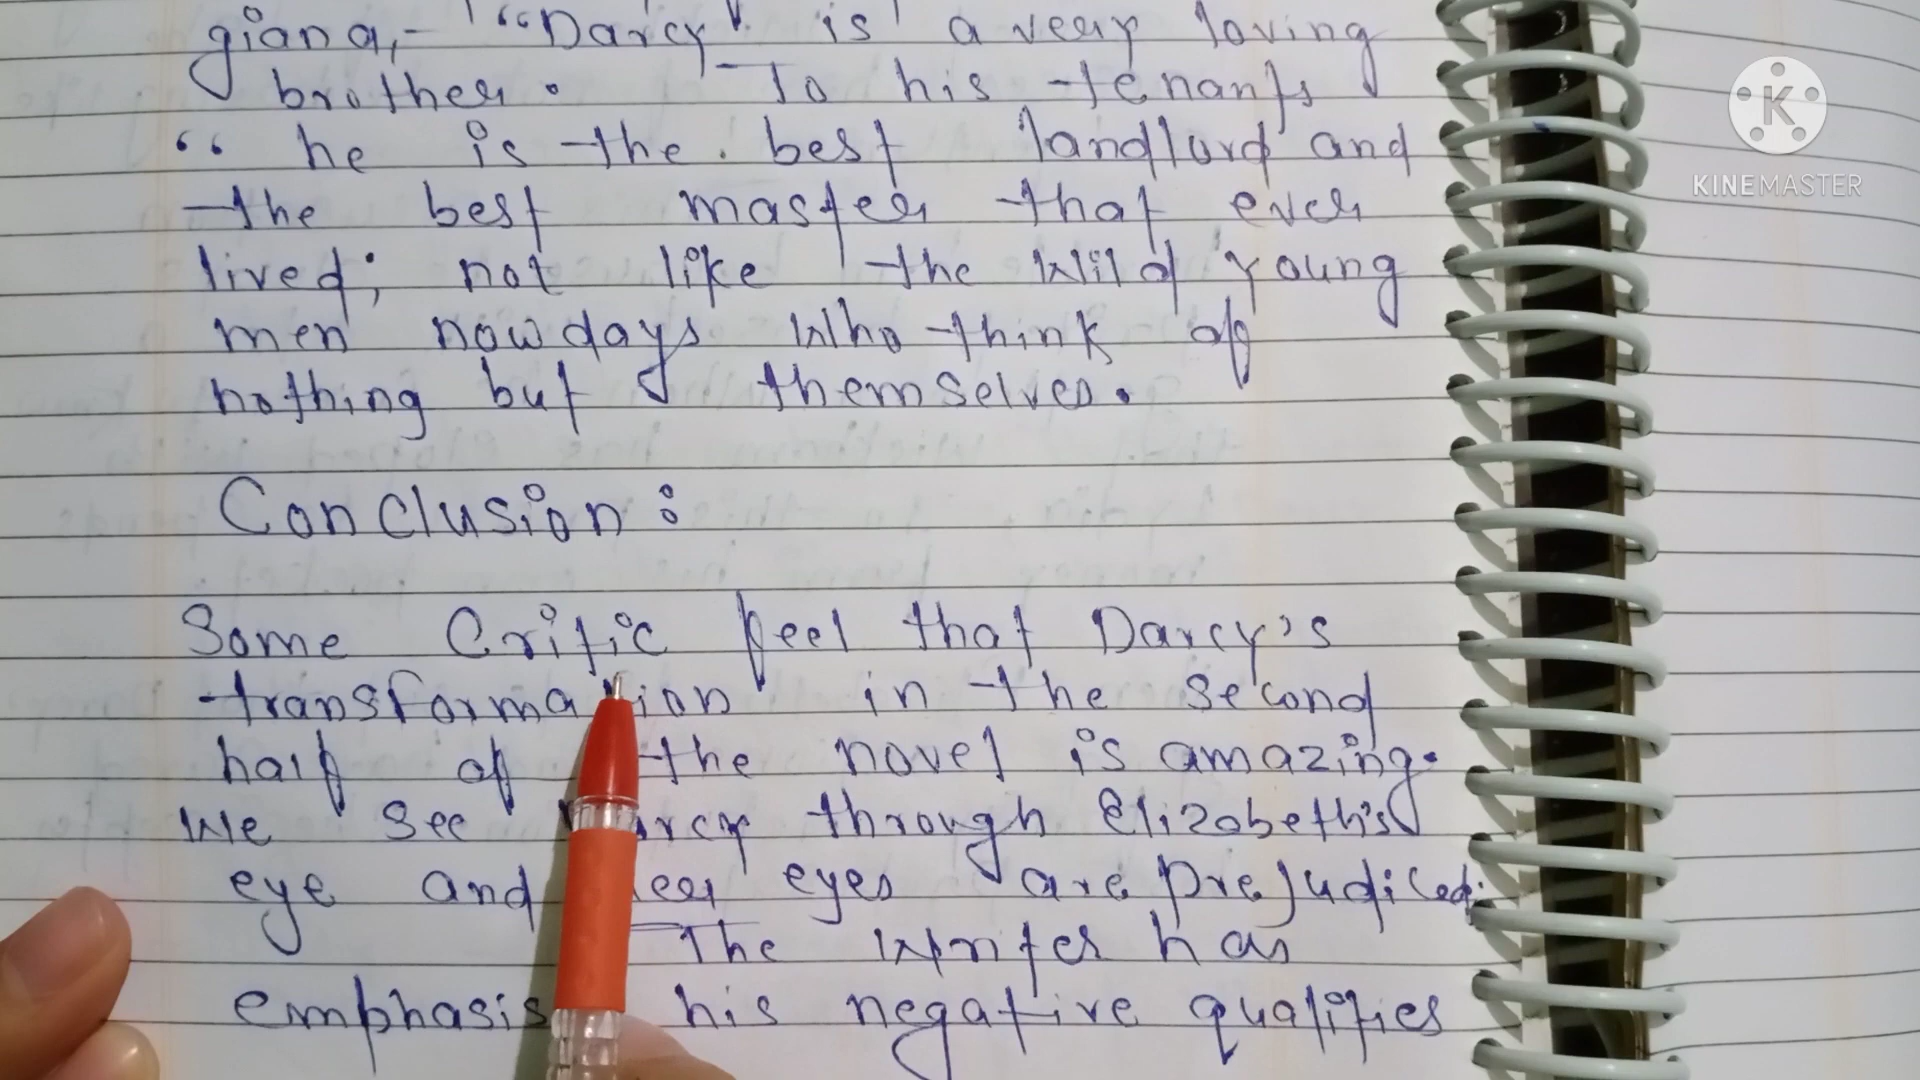 giana,- "Darcy" is a very loving
brother. To his tenants
"he is the best landlord and
the best master that ever
lived; not like the wild young
men nowdays who think of
nothing but themselves.
Conclusion:
Some Critic feel that Darcy's
transformation in the second
half of the novel is amazing.
We see Darcy through Elizabeth's
eye and her eyes are prejudiced.
The writer has
emphasis his negative qualities
K
KINEMASTER